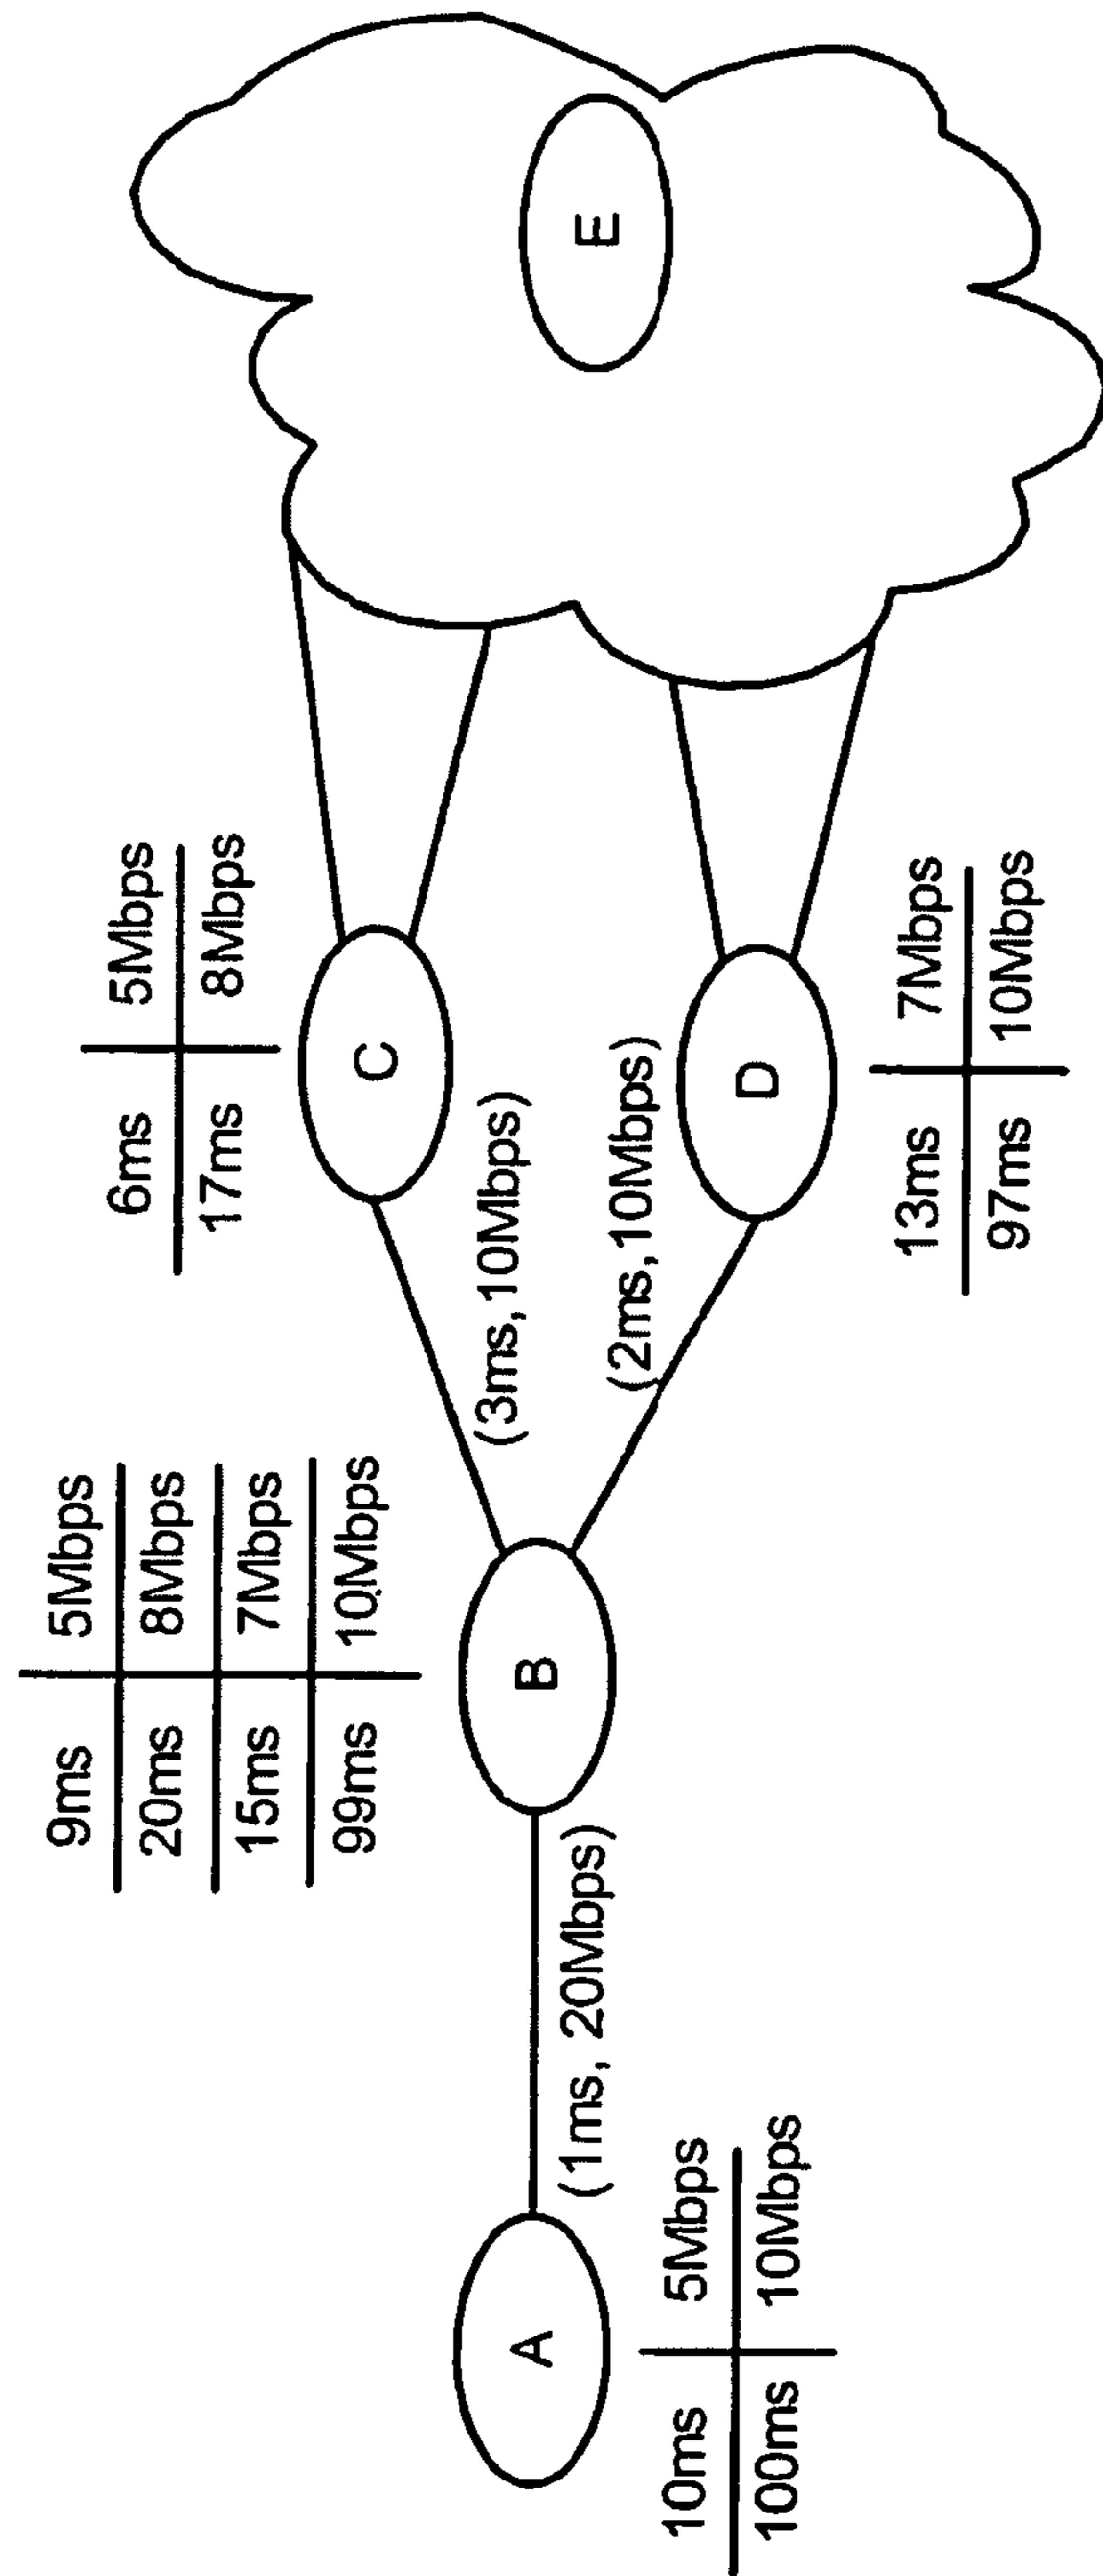 9ms 5Mbps
20ms 8Mbps
15ms 7Mbps
99ms 10Mbps
6ms 5Mbps
17ms 8Mbps
C
E
(3ms,10Mbps)
A
(1ms, 20Mbps)
B
(2ms,10Mbps)
D
10ms 5Mbps
100ms 10Mbps
13ms 7Mbps
97ms 10Mbps